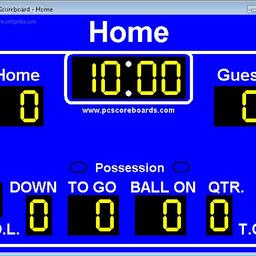 Scoreboard - Home
www.softpedia.com
Home
Home
10:00
Gues
0
0
www.pcscoreboards.com
Possession
DOWN TO GO BALL ON QTR.
0 0 0 0
O.L.
T.O